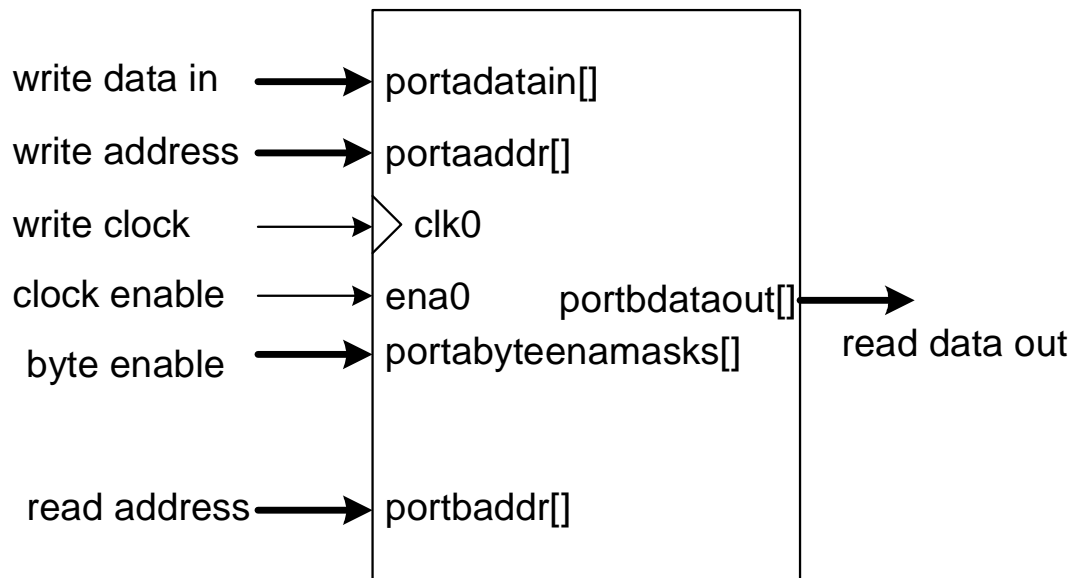 write data in
portadatain[]
write address
portaaddr[]
write clock
clk0
clock enable
ena0
portbdataout[]
read data out
byte enable
portabyteenamasks[]
read address
portbaddr[]